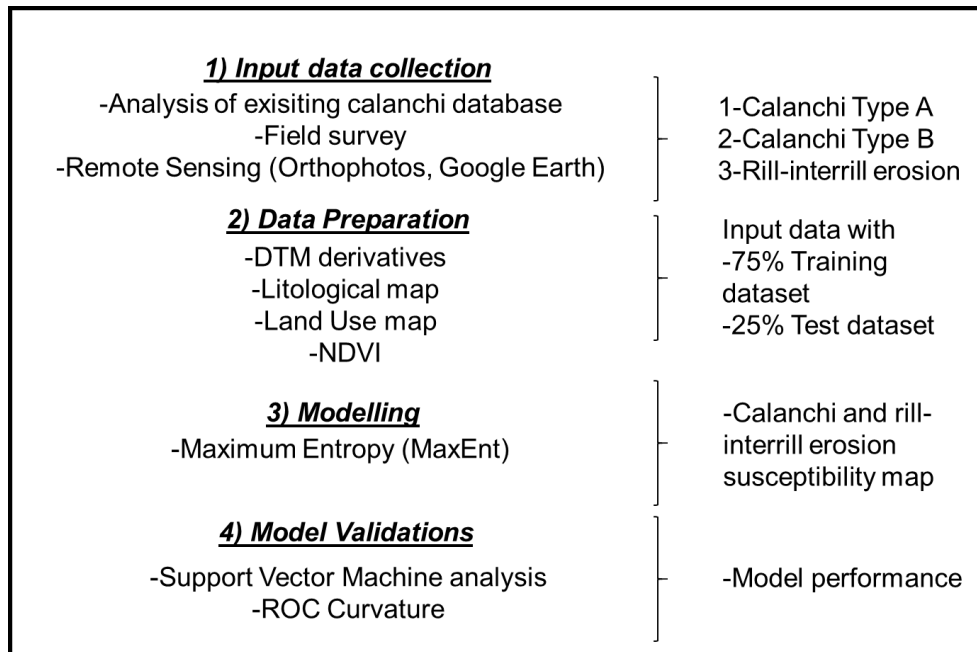 1) Input data collection
-Analysis of exisiting calanchi database
-Field survey
-Remote Sensing (Orthophotos, Google Earth)
1-Calanchi Type A
2-Calanchi Type B
3-Rill-interrill erosion
2) Data Preparation
-DTM derivatives
-Litological map
-Land Use map
-NDVI
Input data with
-75% Training
dataset
-25% Test dataset
3) Modelling
-Maximum Entropy (MaxEnt)
-Calanchi and rill-
interrill erosion
susceptibility map
4) Model Validations
-Support Vector Machine analysis
-ROC Curvature
-Model performance